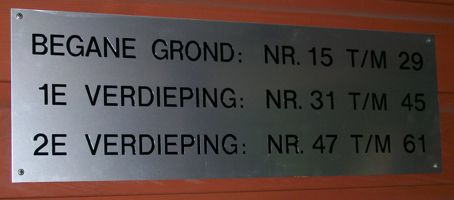 BEGANE GROND: NR. 15 T/M 29
1E VERDIEPING: NR. 31 T/M 45
2E VERDIEPING: NR. 47 T/M 61